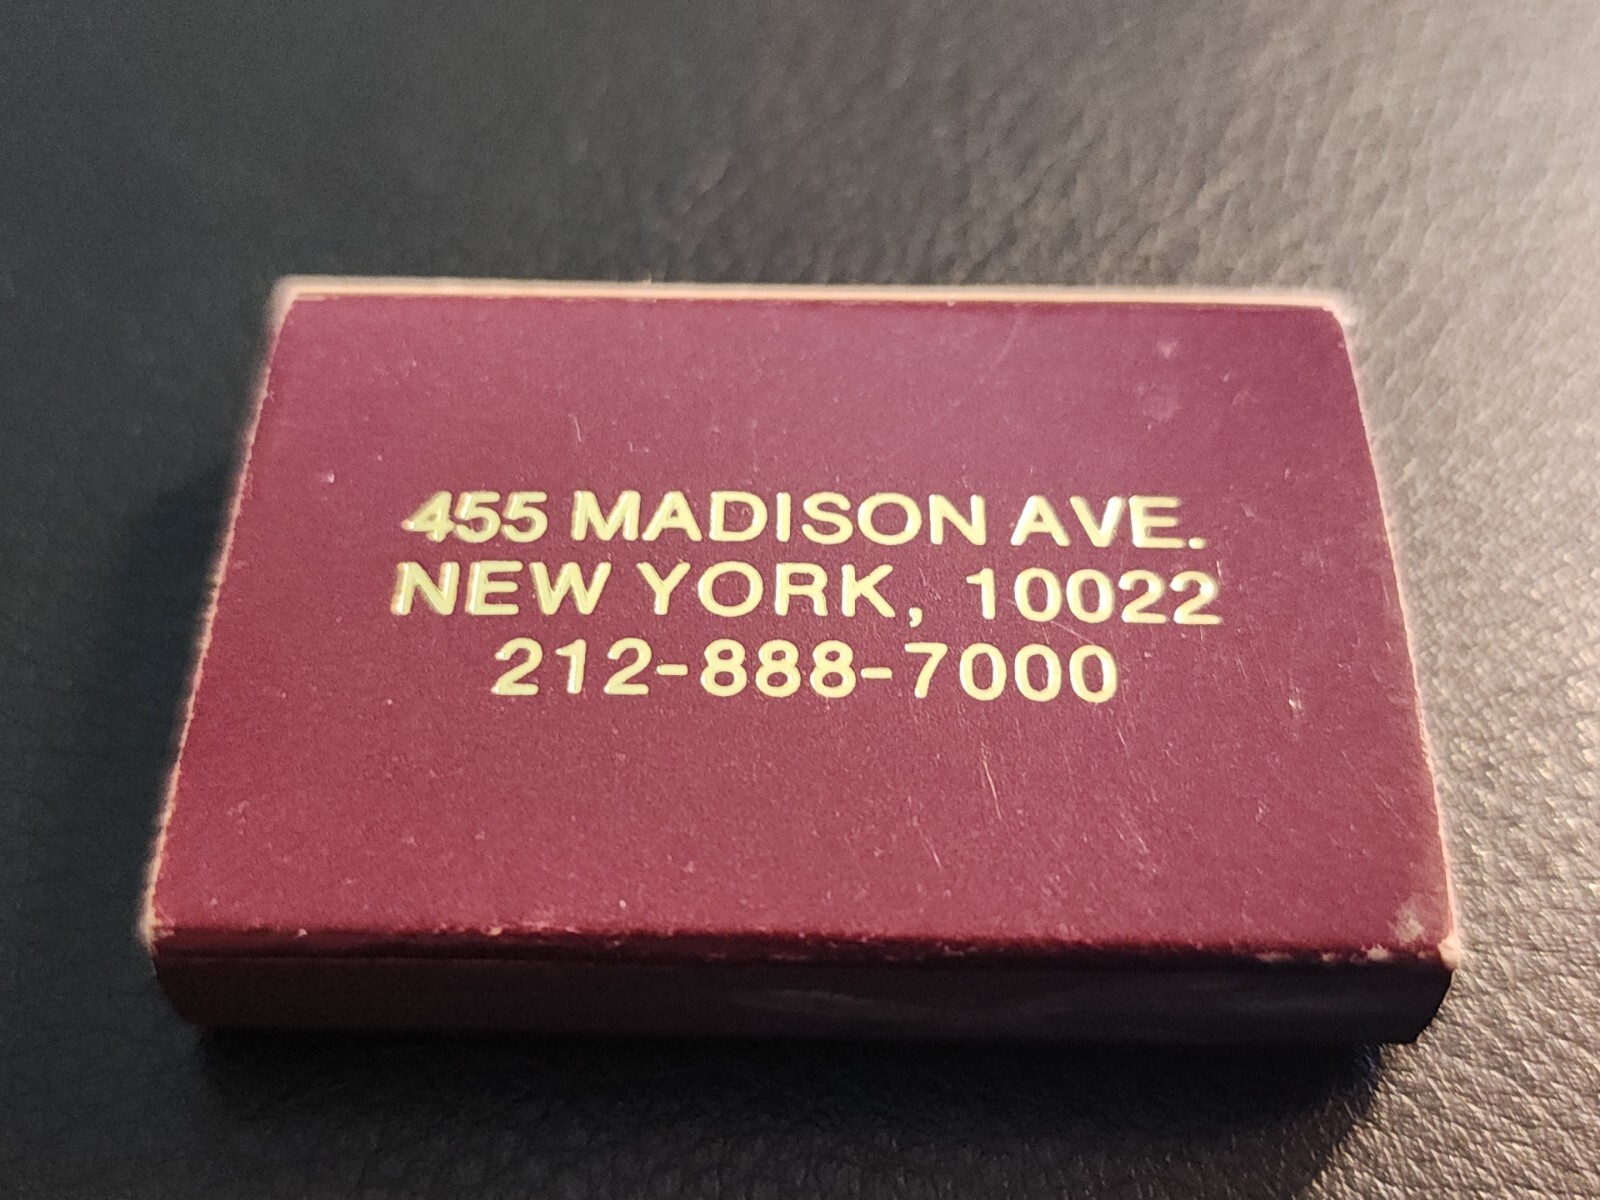 455 MADISON AVE.
NEW YORK, 10022
212-888-7000